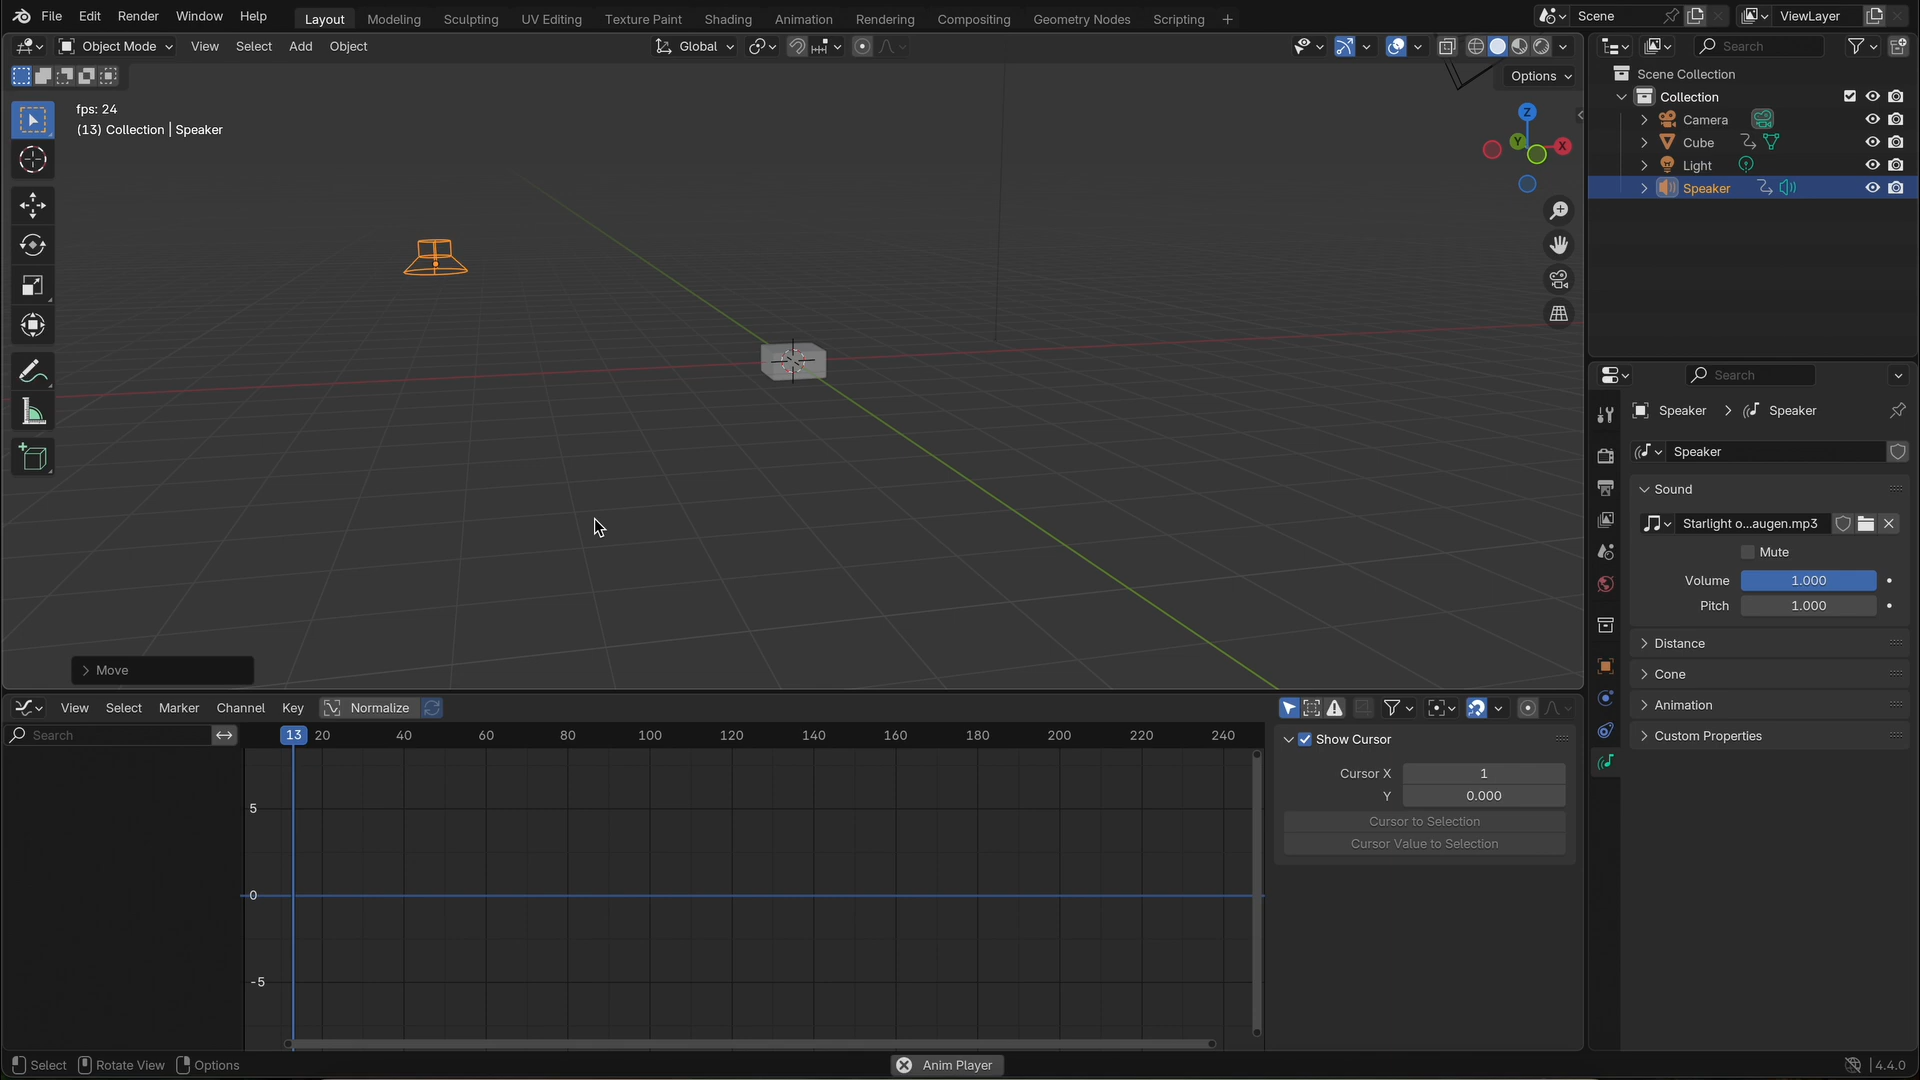 File Edit Render Window Help Layout Modeling Sculpting UV Editing Texture Paint Shading Animation Rendering Compositing Geometry Nodes Scripting + Scene ViewLayer
Object Mode View Select Add Object Global Search
Options
fps: 24
(13) Collection | Speaker
Z
Y
X
Move
Scene Collection
Collection
Camera
Cube
Light
Speaker
Search
Speaker > Speaker
Speaker
Sound
Starlight o...augen.mp3
Mute
Volume 1.000
Pitch 1.000
Distance
Cone
Animation
Custom Properties
View Select Marker Channel Key Normalize
Search
13 20 40 60 80 100 120 140 160 180 200 220 240
5
0
-5
Show Cursor
Cursor X 1
Y 0.000
Cursor to Selection
Cursor Value to Selection
Select Rotate View Options Anim Player 4.4.0